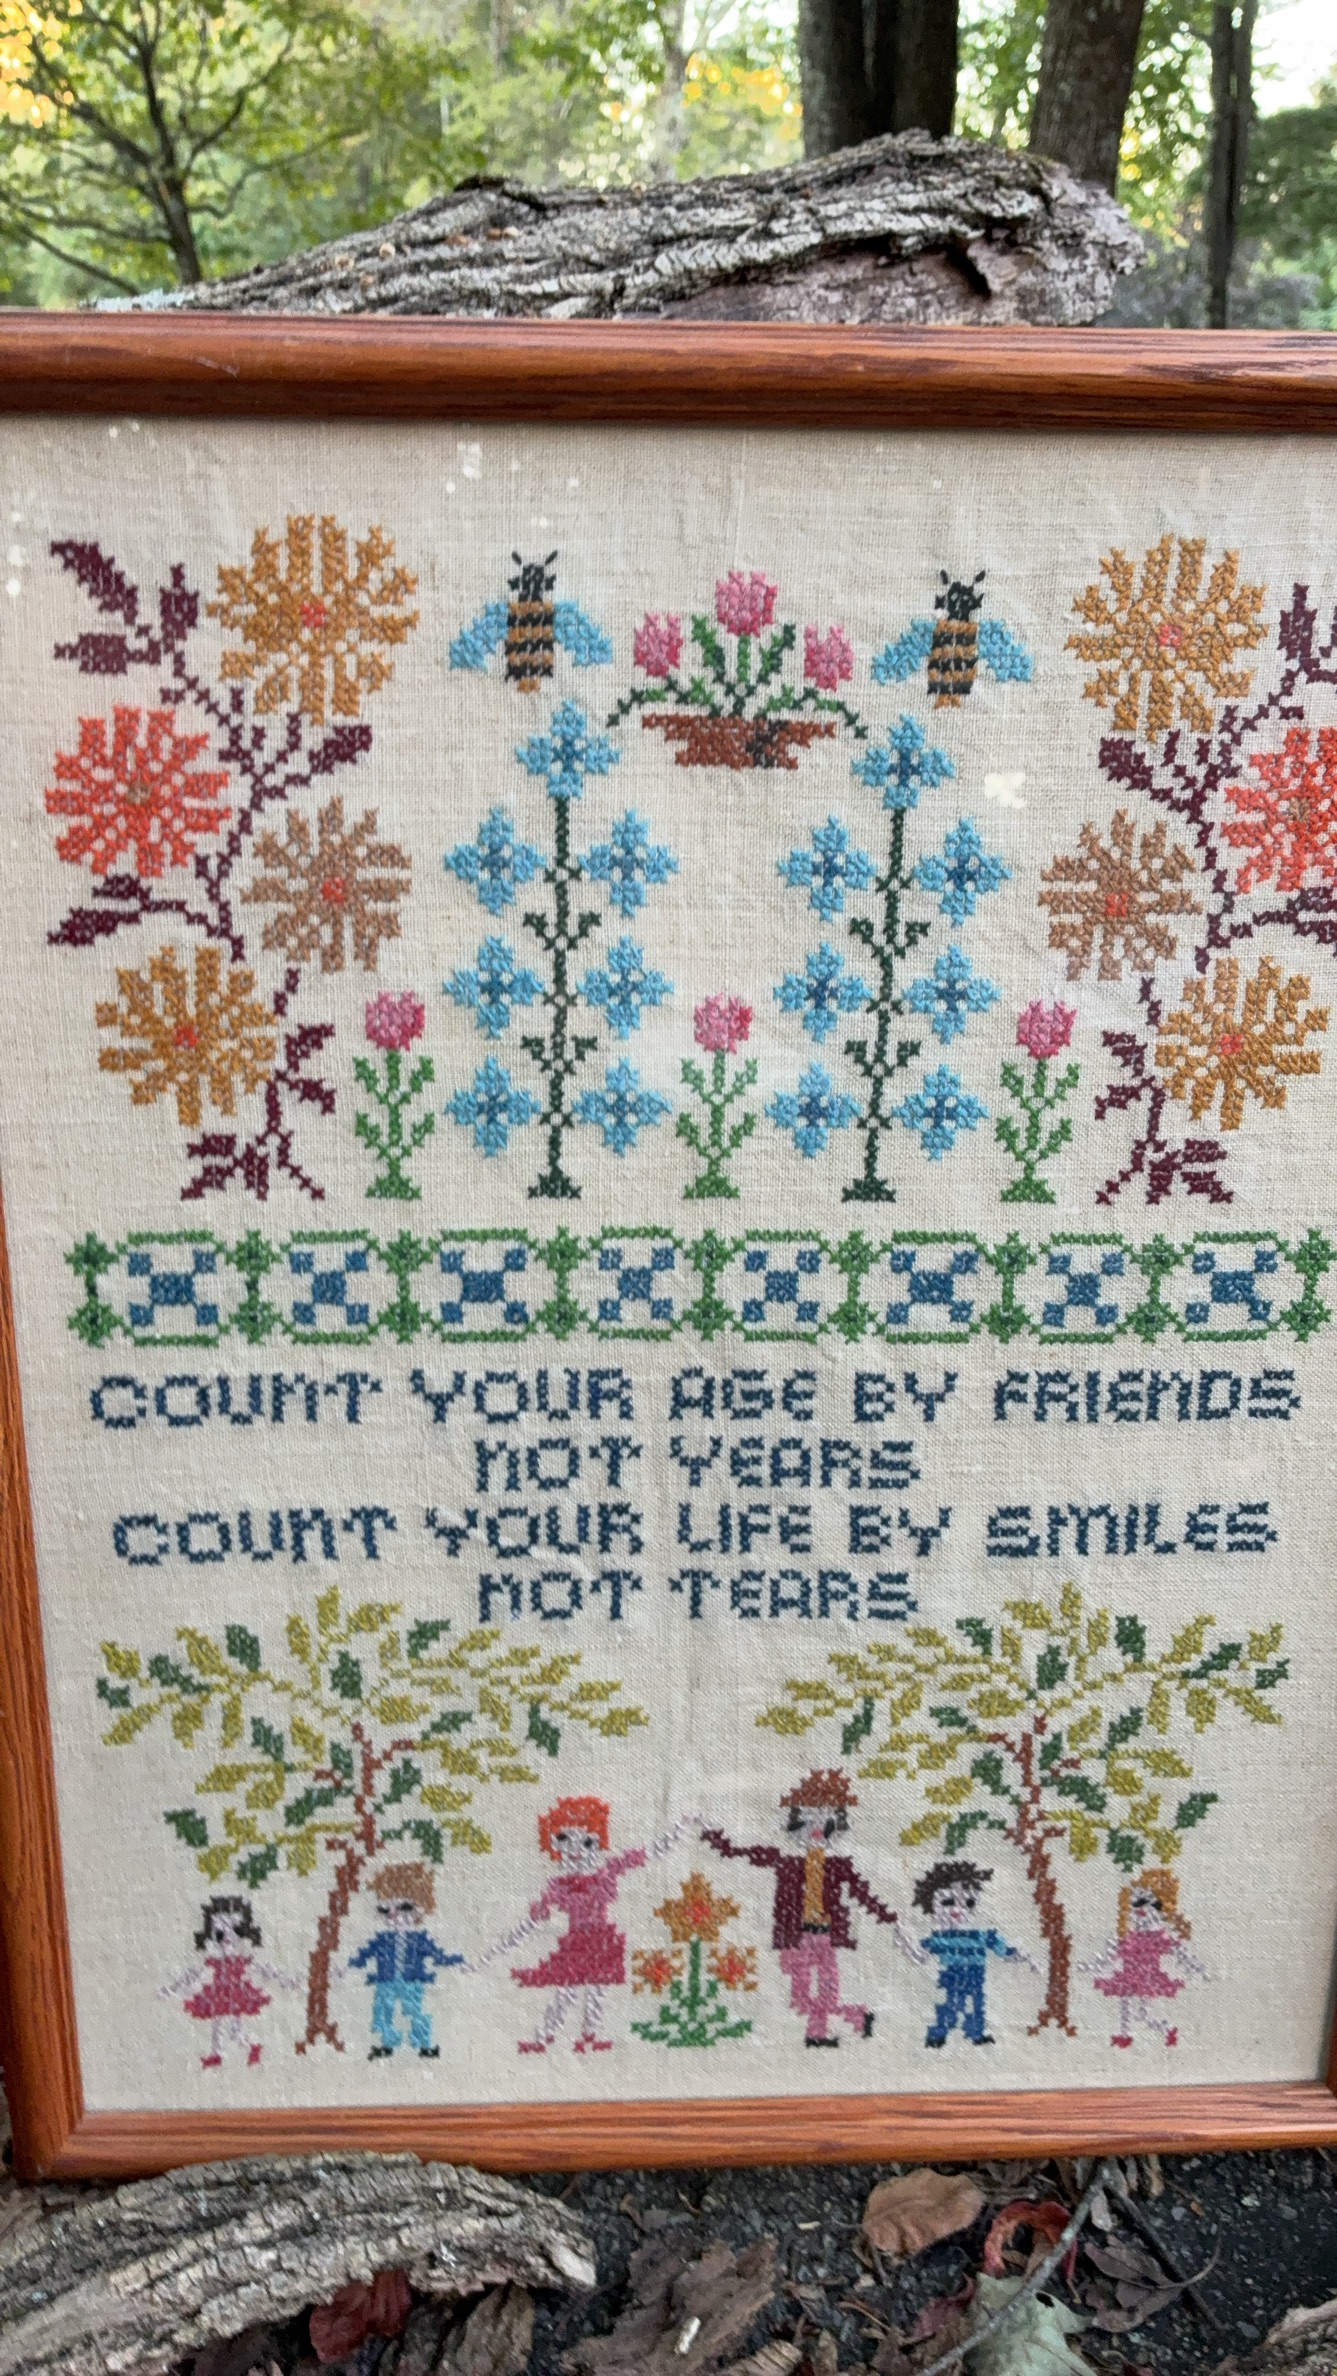 COUNT YOUR AGE BY FRIENDS
NOT YEARS
COUNT YOUR LIFE BY SMILES
NOT TEARS